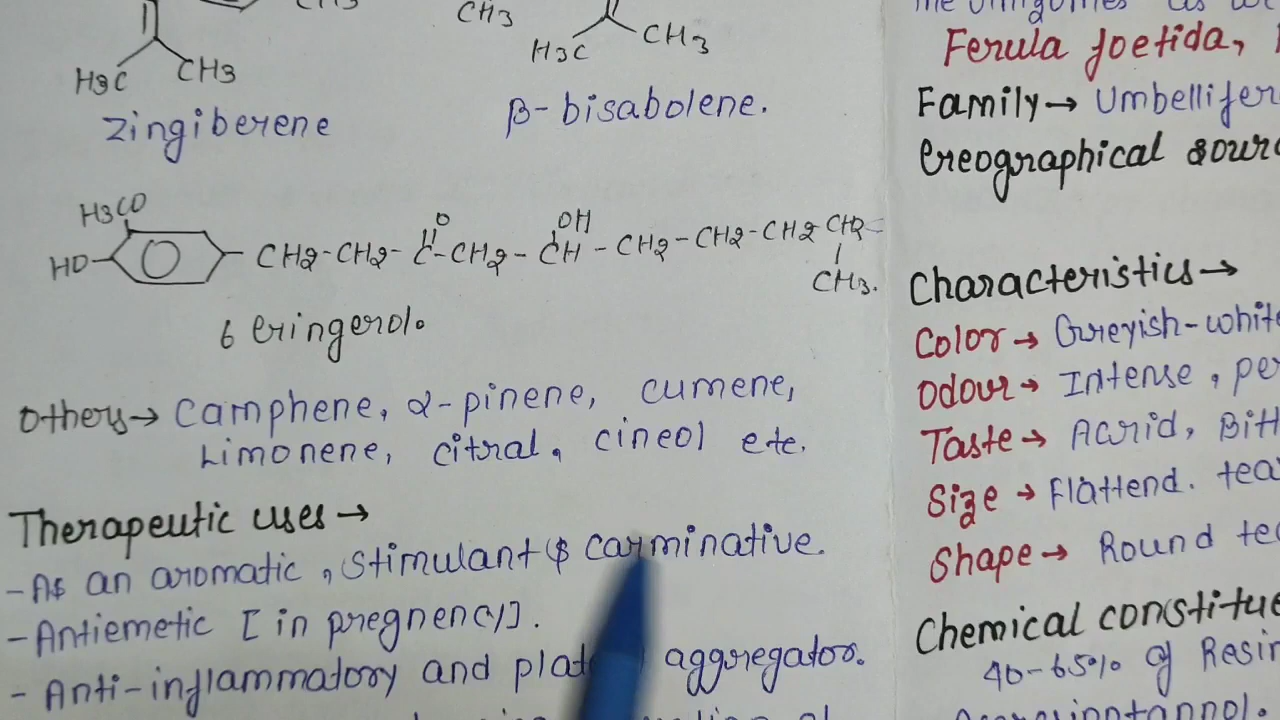 CH3
H3C CH3
zingiberene
CH3
H3C CH3
β-bisabolene.
H3CO
HO
O OH
CH2-CH2-C-CH2-CH-CH2-CH2-CH2 CH2
CH3.
6 Gingerol.
Others→ camphene, α-pinene, cumene,
Limonene, citral, cineol etc.
Therapeutic uses→
-As an aromatic, stimulant & carminative.
-Antiemetic [in pregnency].
- Anti-inflammatory and plat aggregator.
Ferula foetida,
Family→ Umbellifer
Geographical sour
Characteristics→
Color→ Greyish-white
Odour→ Intense, pe
Taste→ Acrid, Bitt
Size→ Flattend. tea
Shape→ Round te
Chemical constitue
40-65% of Resin